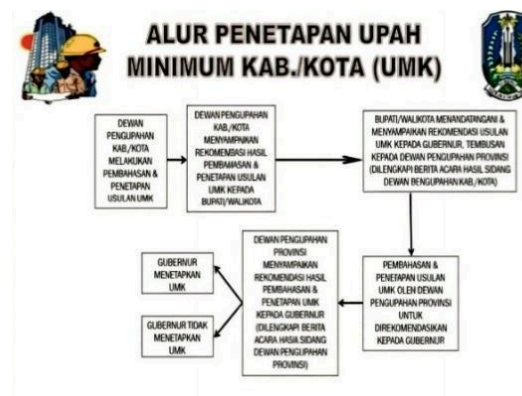 ALUR PENETAPAN UPAH
MINIMUM KAB./KOTA (UMK)
DEWAN
PENGUPAHAN
KAB./KOTA
MELAKUKAN
PEMBAHASAN &
PENETAPAN
USULAN UMK
DEWAN PENGUPAHAN
KAB./KOTA
MENYAMPAIKAN
REKOMENDASI HASIL
PEMBAHASAN &
PENETAPAN USULAN
UMK KEPADA
BUPATI/WALIKOTA
BUPATI/WALIKOTA MENANDATANGANI &
MENYAMPAIKAN REKOMENDASI USULAN
UMK KEPADA GUBERNUR, TEMBUSAN
KEPADA DEWAN PENGUPAHAN PROVINSI
(DILENGKAPI BERITA ACARA HASIL SIDANG
DEWAN BENGUPAHAN KAB./KOTA)
PEMBAHASAN &
PENETAPAN USULAN
UMK OLEH DEWAN
PENGUPAHAN PROVINSI
UNTUK
DIREKOMENDASIKAN
KEPADA GUBERNUR
DEWAN PENGUPAHAN
PROVINSI
MENYAMPAIKAN
REKOMENDASI HASIL
PEMBAHASAN &
PENETAPAN UMK
KEPADA GUBERNUR
(DILENGKAPI BERITA
ACARA HASIA SIDANG
DEWAN PENGUPAHAN
PROVINSI)
GUBERNUR
MENETAPKAN
UMK
GUBERNUR TIDAK
MENETAPKAN
UMK